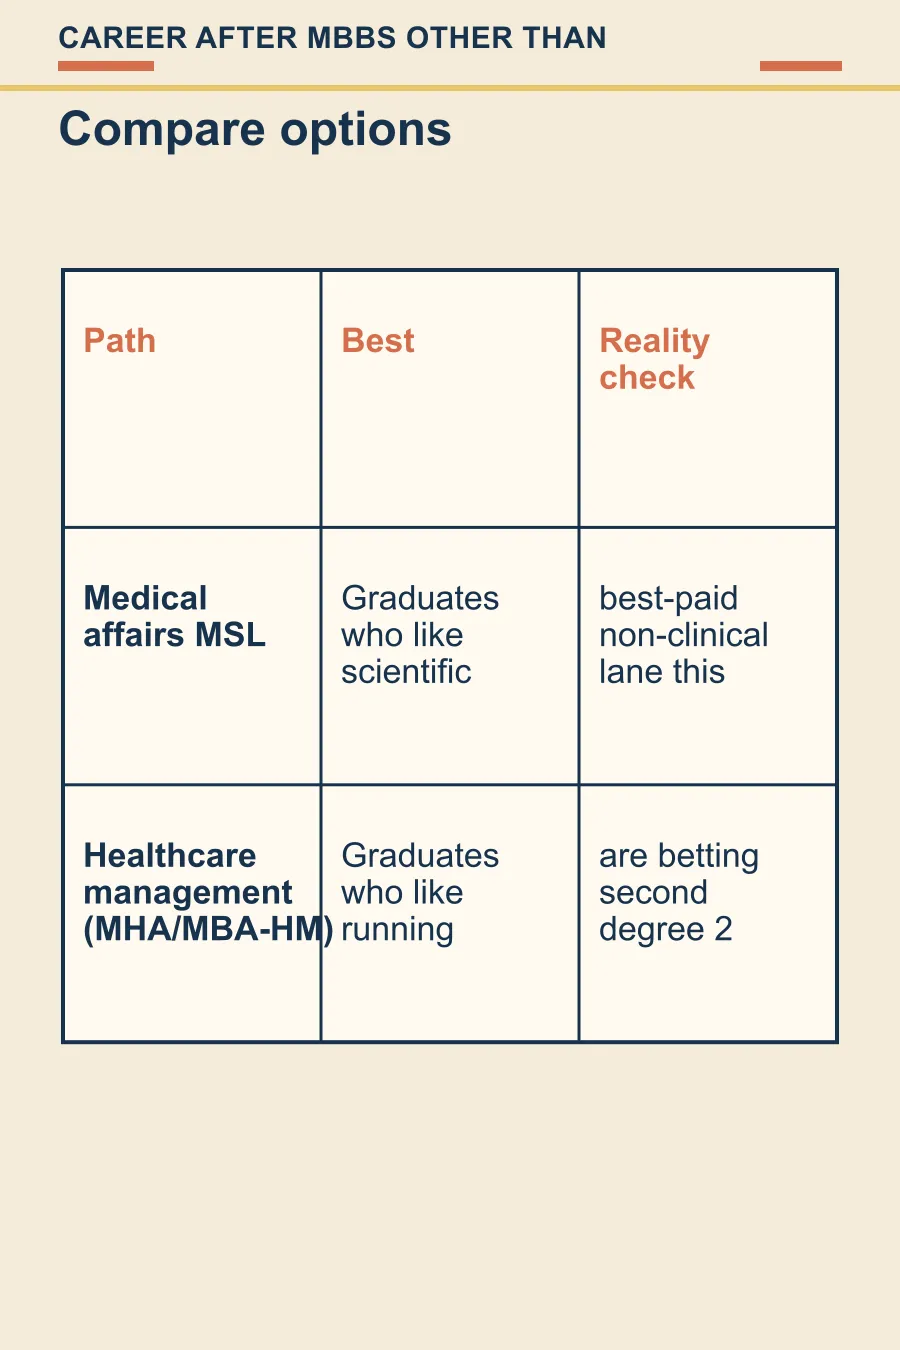 CAREER AFTER MBBS OTHER THAN
Compare options
Path
Best
Reality
check
Medical
affairs MSL
Graduates
who like
scientific
best-paid
non-clinical
lane this
Healthcare
management
(MHA/MBA-HM)
Graduates
who like
running
are betting
second
degree 2